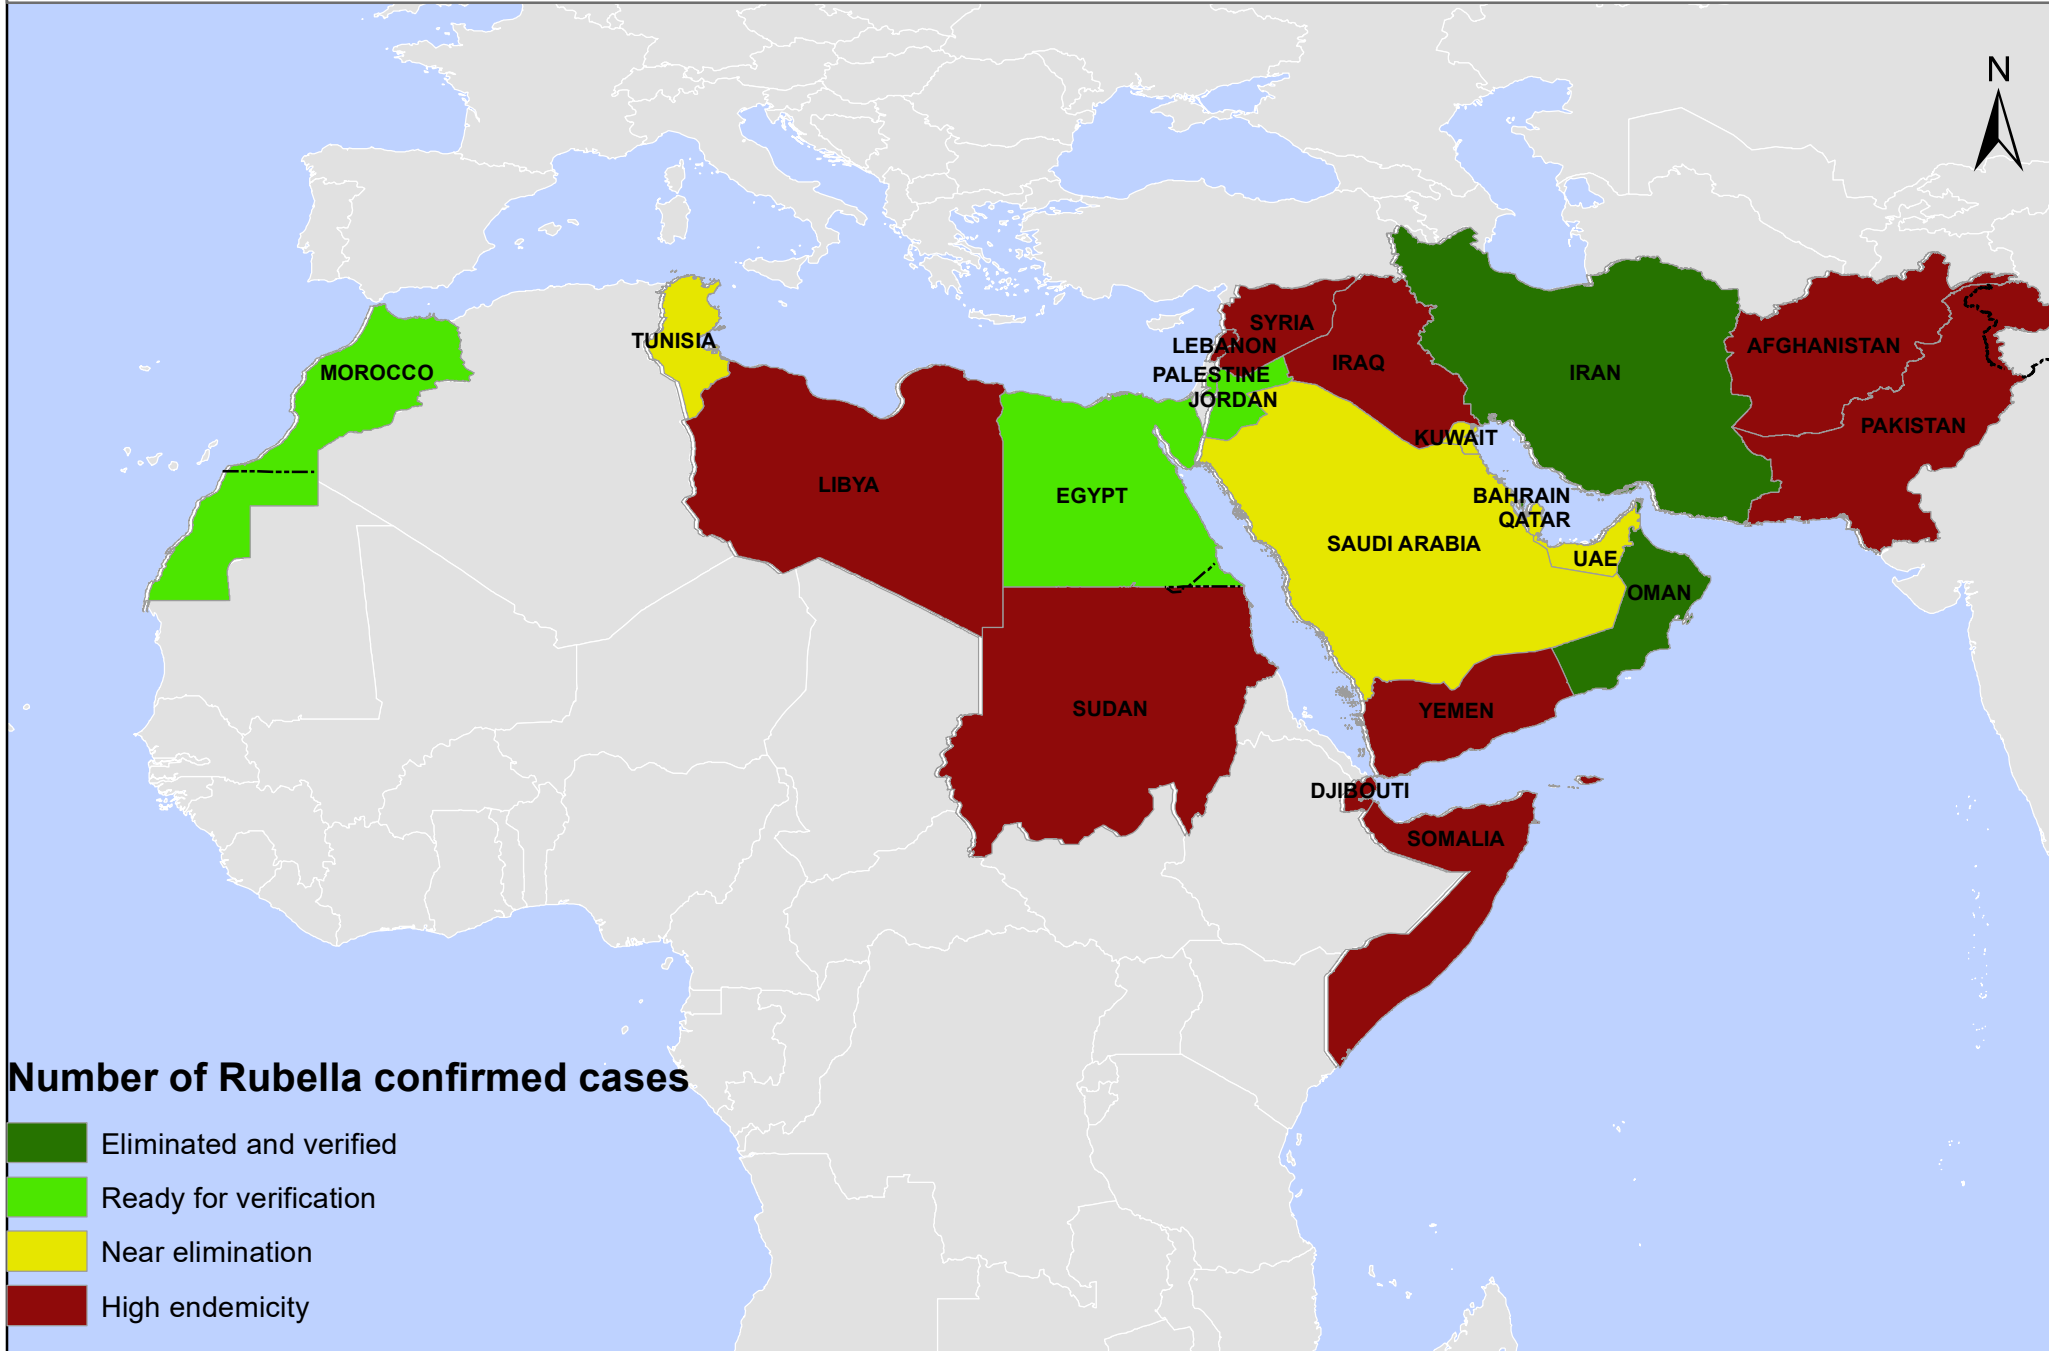 N
SYRIA
TUNISIA
LEBANON
AFGHANISTAN
IRAQ
MOROCCO
IRAN
PALESTINE
JORDAN
PAKISTAN
KUWAIT
LIBYA
EGYPT
BAHRAIN
QATAR
SAUDI ARABIA
UAE
OMAN
SUDAN
YEMEN
DJIBOUTI
SOMALIA
Number of Rubella confirmed cases
Eliminated and verified
Ready for verification
Near elimination
High endemicity